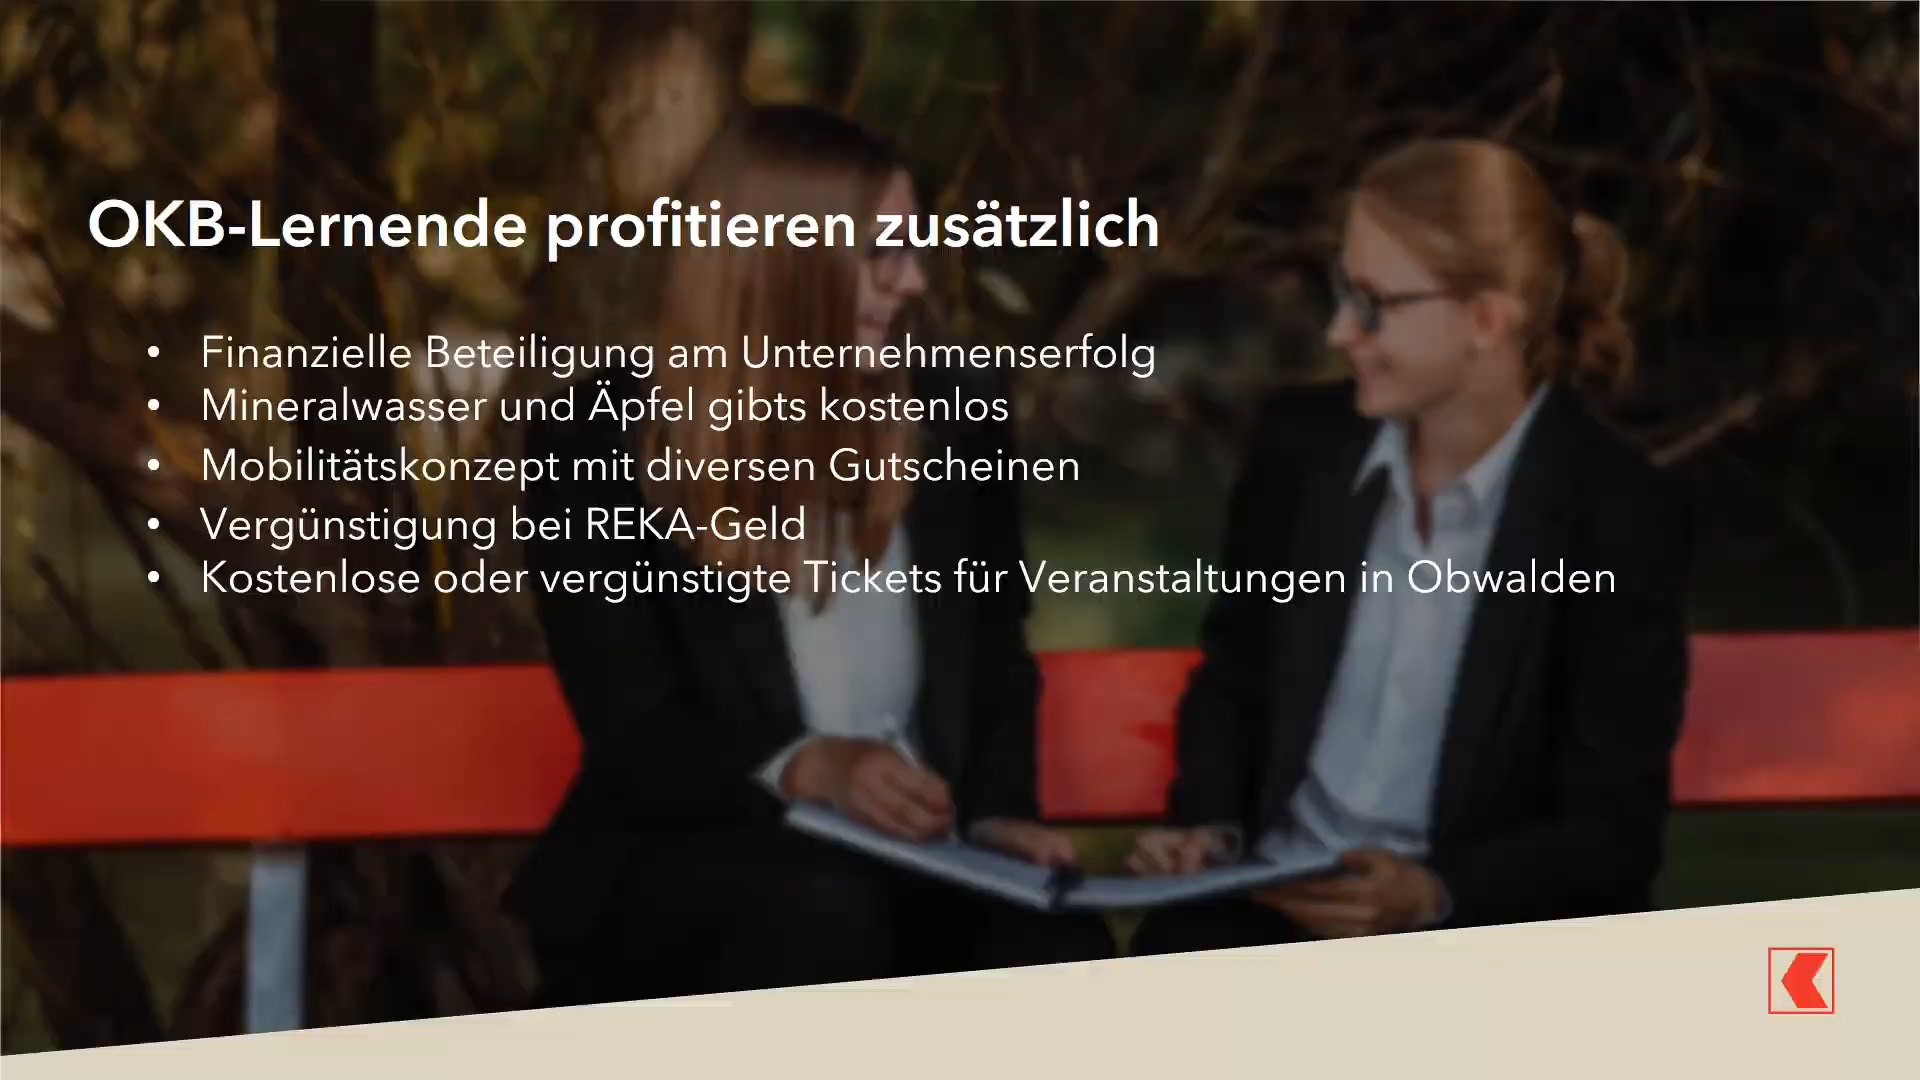 OKB-Lernende profitieren zusätzlich
• Finanzielle Beteiligung am Unternehmenserfolg
• Mineralwasser und Äpfel gibts kostenlos
• Mobilitätskonzept mit diversen Gutscheinen
• Vergünstigung bei REKA-Geld
• Kostenlose oder vergünstigte Tickets für Veranstaltungen in Obwalden